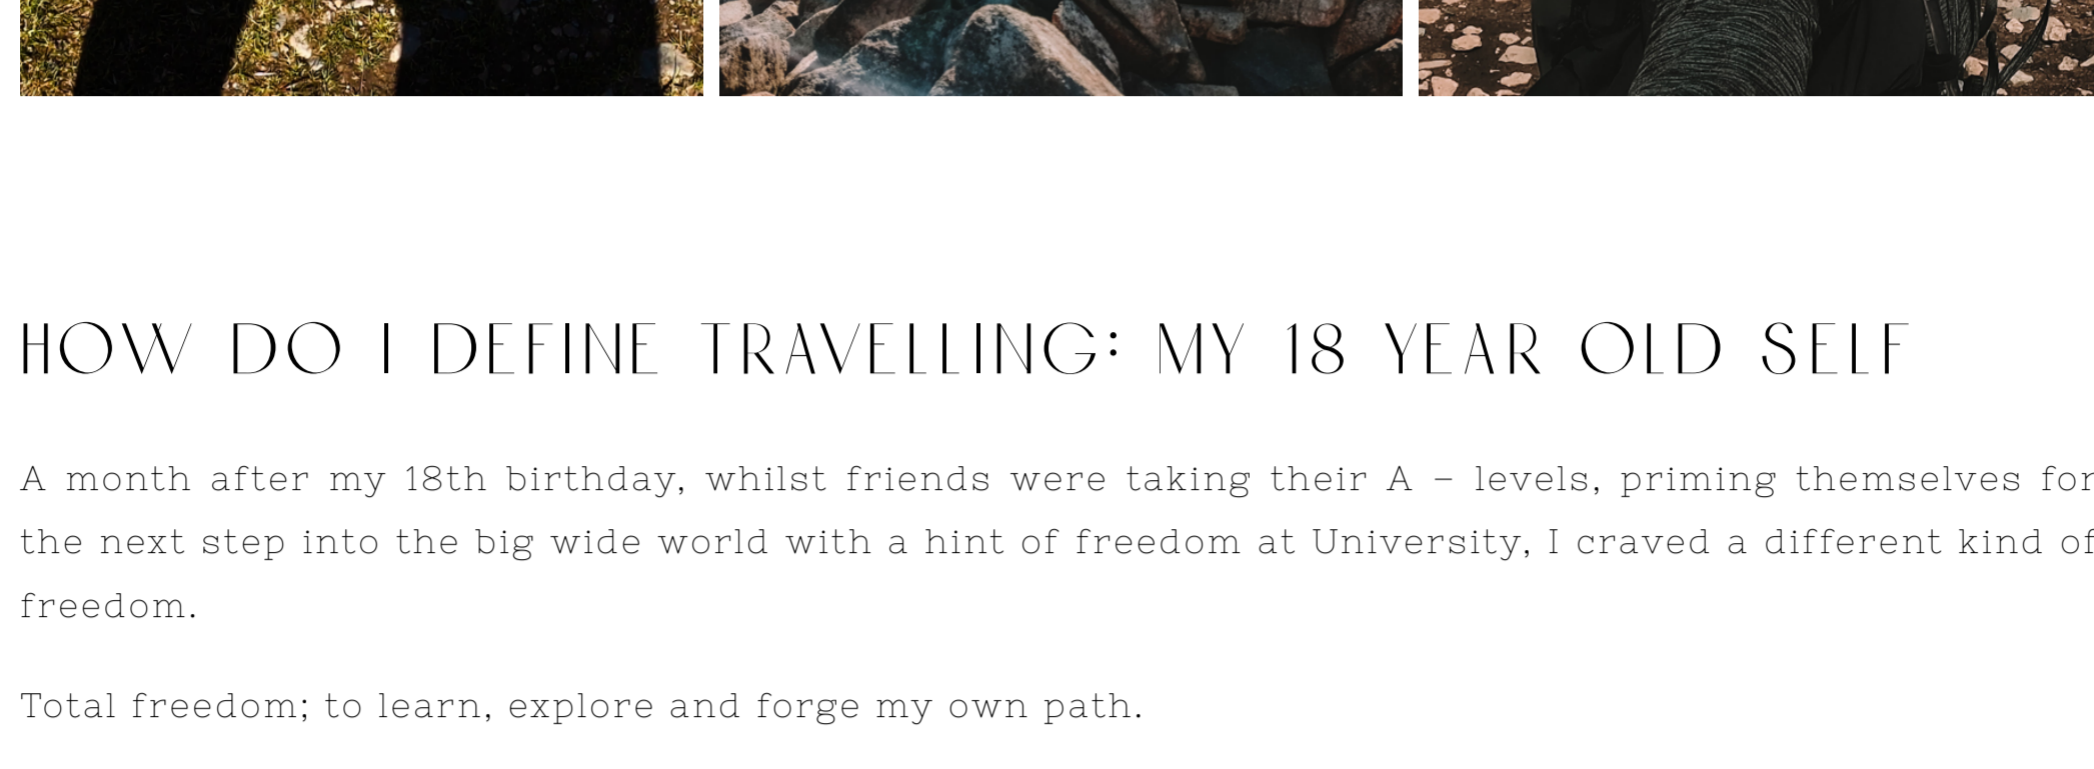 HOW DO I DEFINE TRAVELLING: MY 18 YEAR OLD SELF
A month after my 18th birthday, whilst friends were taking their A – levels, priming themselves for
the next step into the big wide world with a hint of freedom at University, I craved a different kind of
freedom.
Total freedom; to learn, explore and forge my own path.